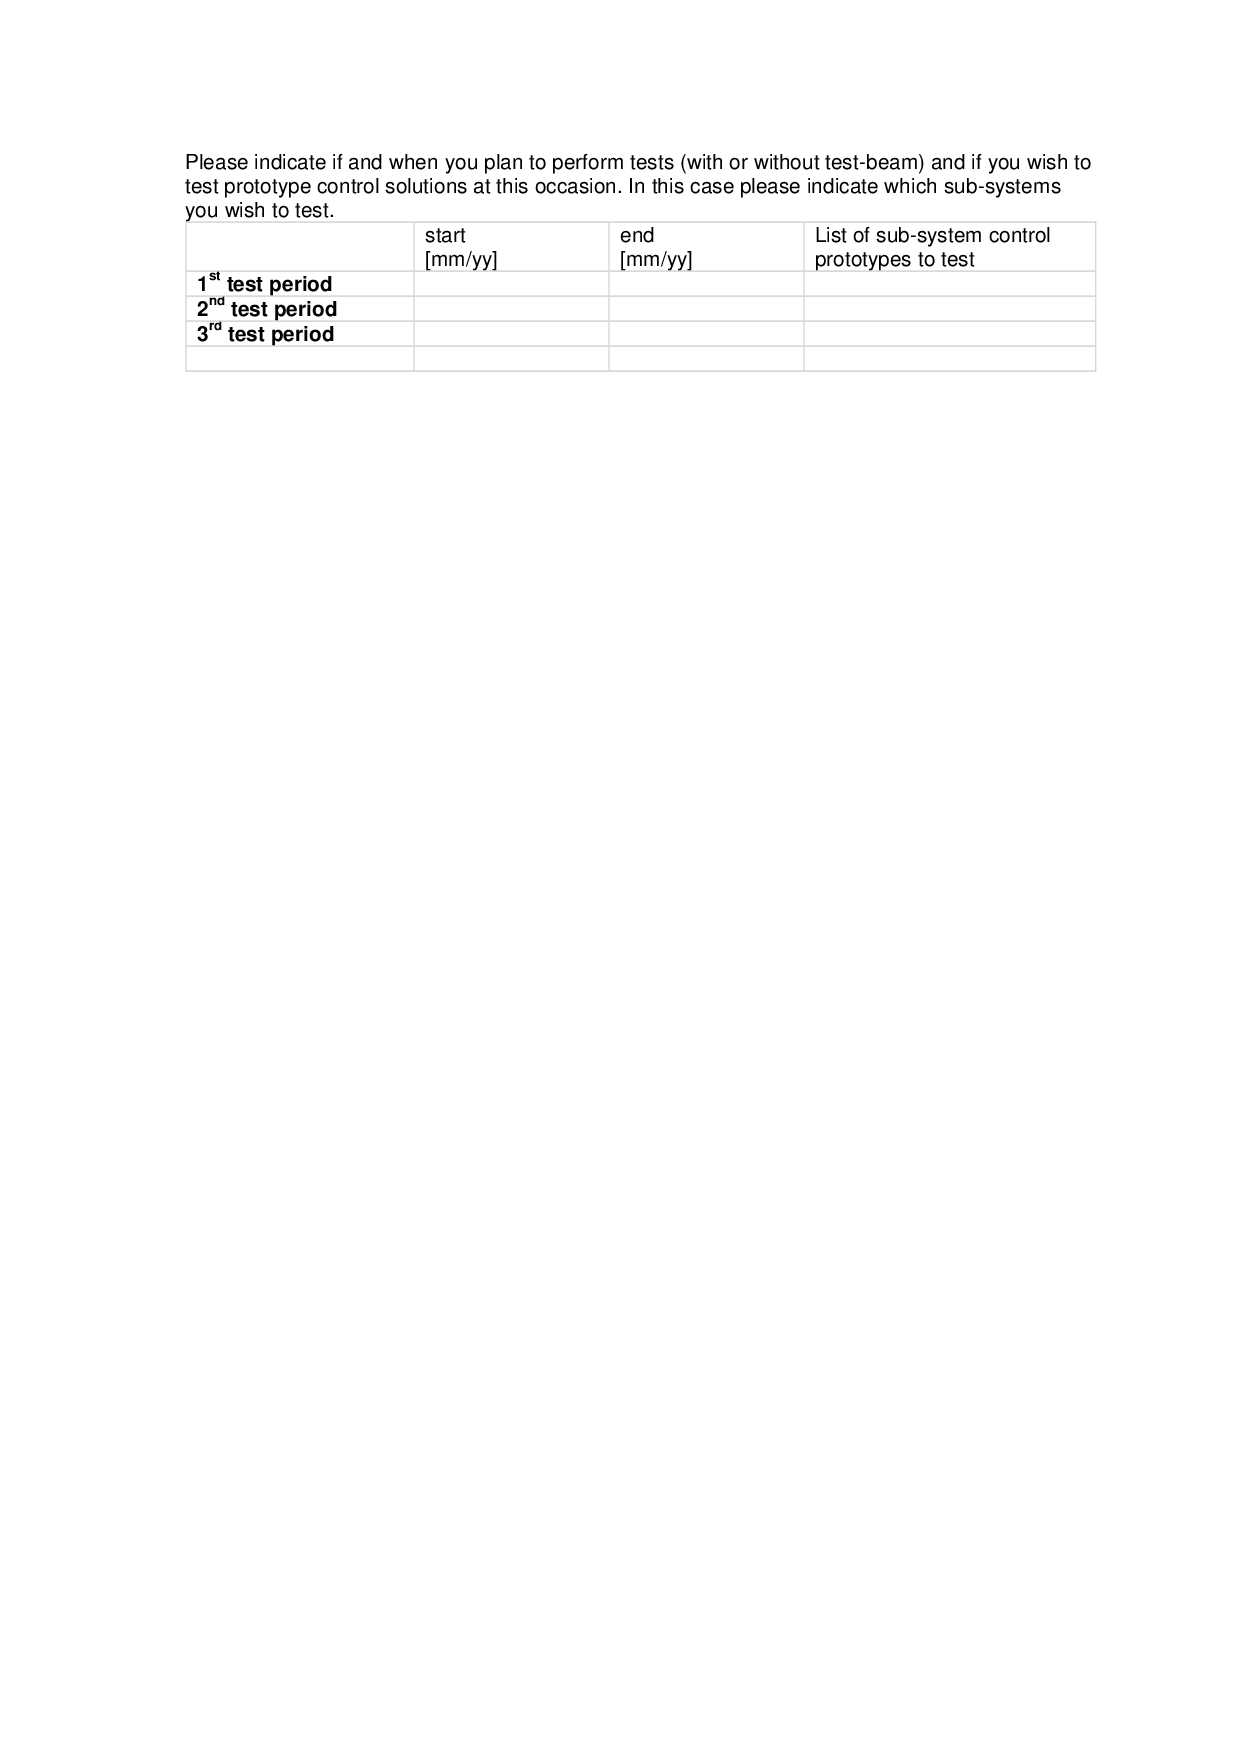 Please indicate if and when you plan to perform tests (with or without test-beam) and if you wish to
test prototype control solutions at this occasion. In this case please indicate which sub-systems
you wish to test.
start end List of sub-system control
[mm/yy] [mm/yy] prototypes to test
1st test period
2nd test period
3rd test period